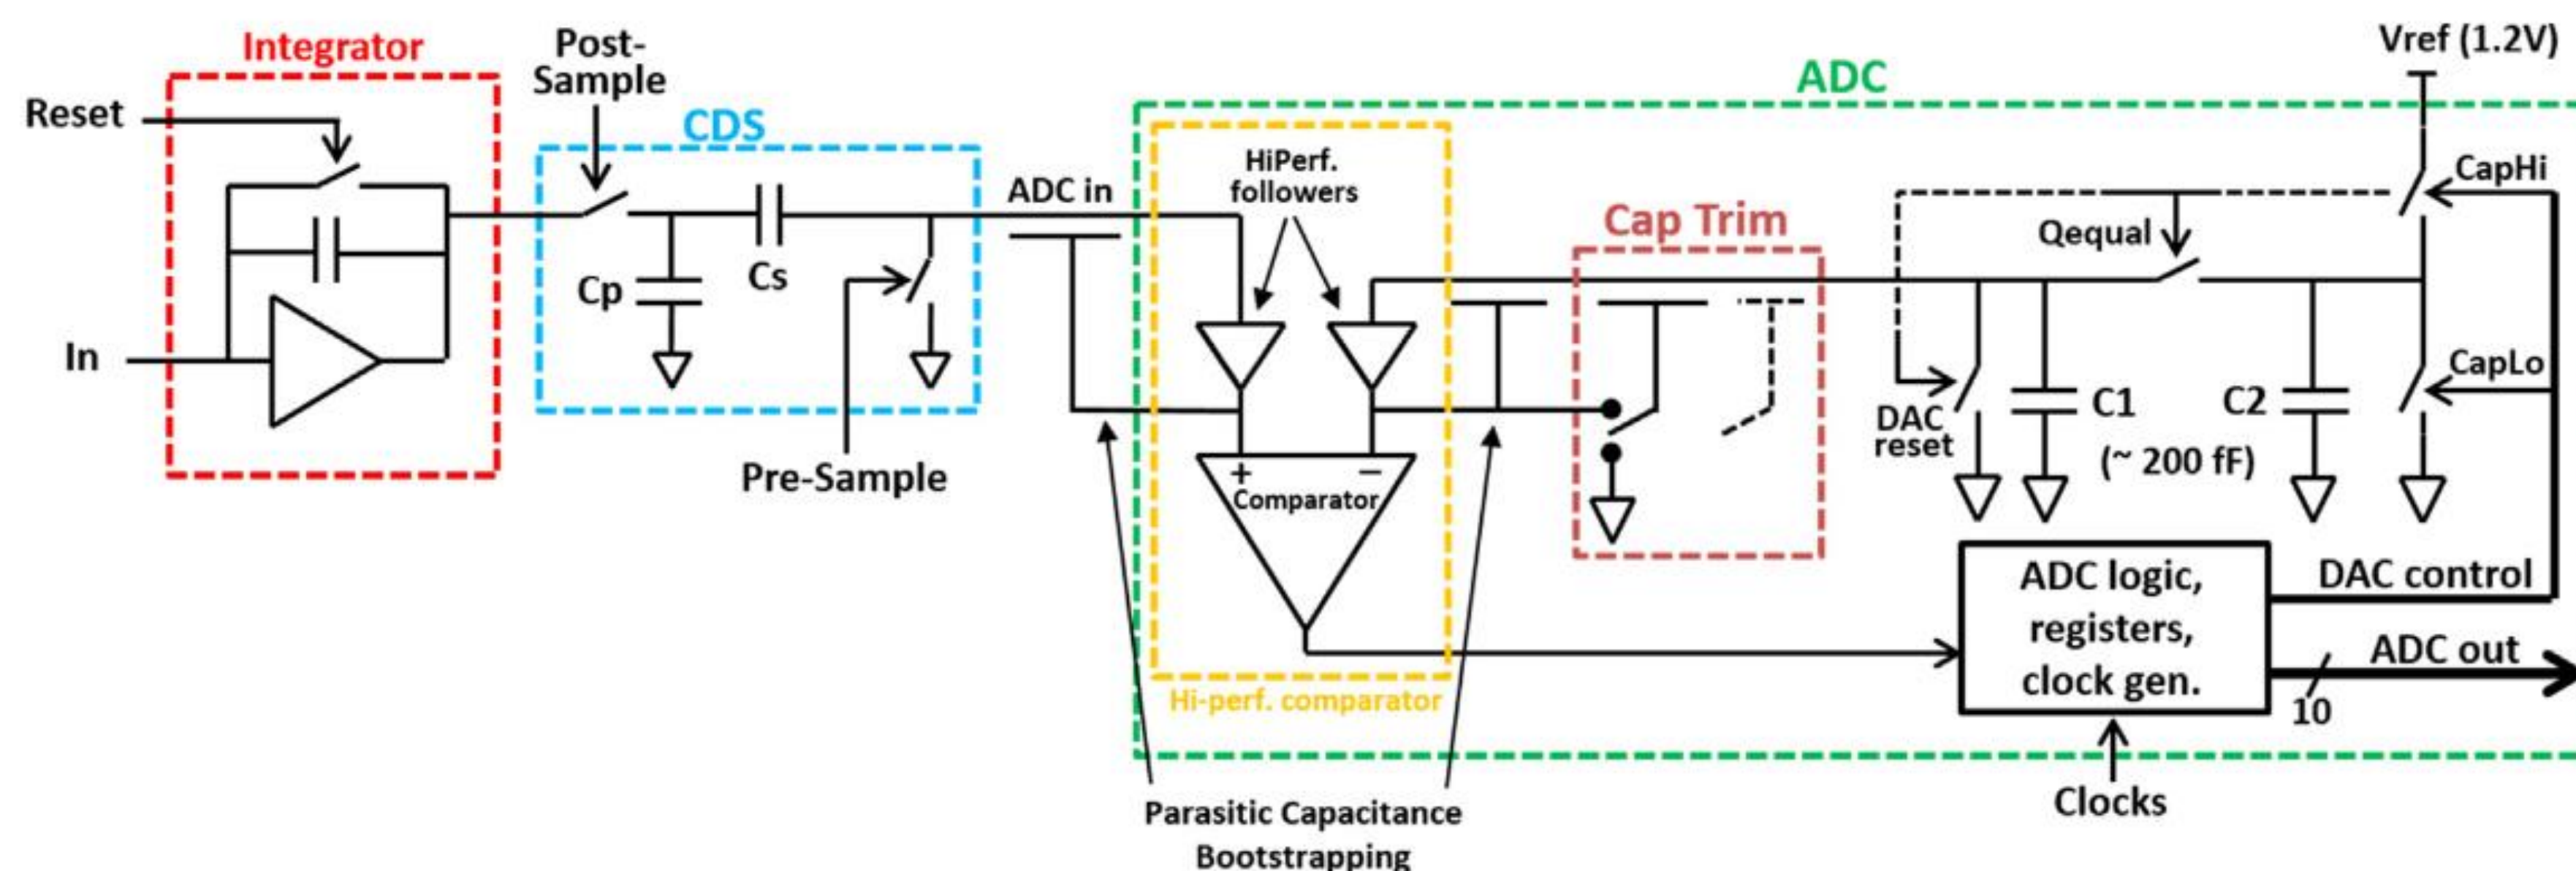 Integrator
Reset
In
Post-
Sample
CDS
Cp
Cs
Pre-Sample
ADC in
ADC
HiPerf.
followers
+
−
Comparator
Hi-perf. comparator
Parasitic Capacitance
Bootstrapping
Cap Trim
Vref (1.2V)
CapHi
Qequal
CapLo
DAC
reset
C1
C2
(~ 200 fF)
ADC logic,
registers,
clock gen.
DAC control
ADC out
10
Clocks